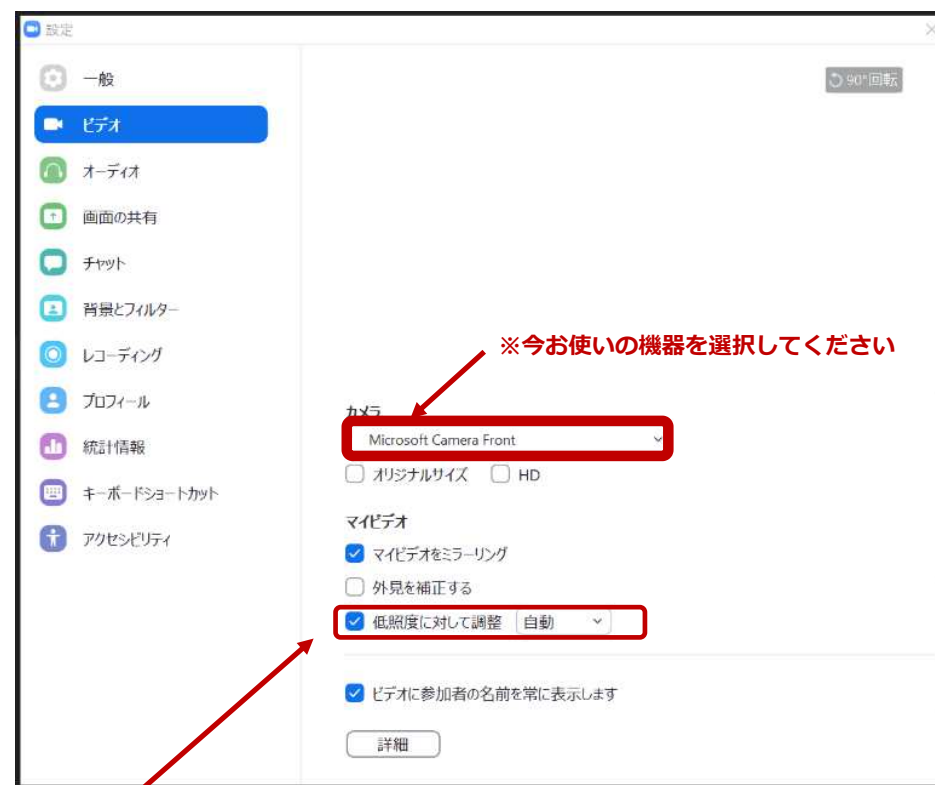 設定
一般
90°回転
ビデオ
オーディオ
画面の共有
チャット
背景とフィルター
レコーディング
プロフィール
統計情報
キーボードショートカット
アクセシビリティ
※今お使いの機器を選択してください
カメラ
Microsoft Camera Front
オリジナルサイズ HD
マイビデオ
マイビデオをミラーリング
外見を補正する
低照度に対して調整 自動
ビデオに参加者の名前を常に表示します
詳細